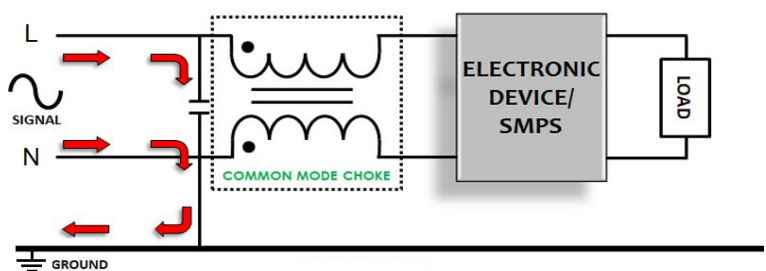 L
SIGNAL
N
COMMON MODE CHOKE
ELECTRONIC
DEVICE/
SMPS
LOAD
GROUND